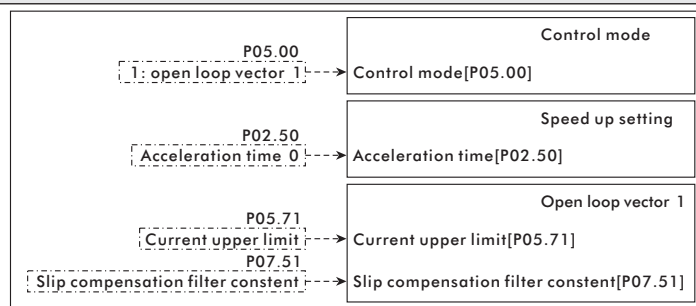 Control mode
P05.00
1: open loop vector 1
Control mode[P05.00]
Speed up setting
P02.50
Acceleration time 0
Acceleration time[P02.50]
Open loop vector 1
P05.71
Current upper limit
Current upper limit[P05.71]
P07.51
Slip compensation filter constent
Slip compensation filter constent[P07.51]